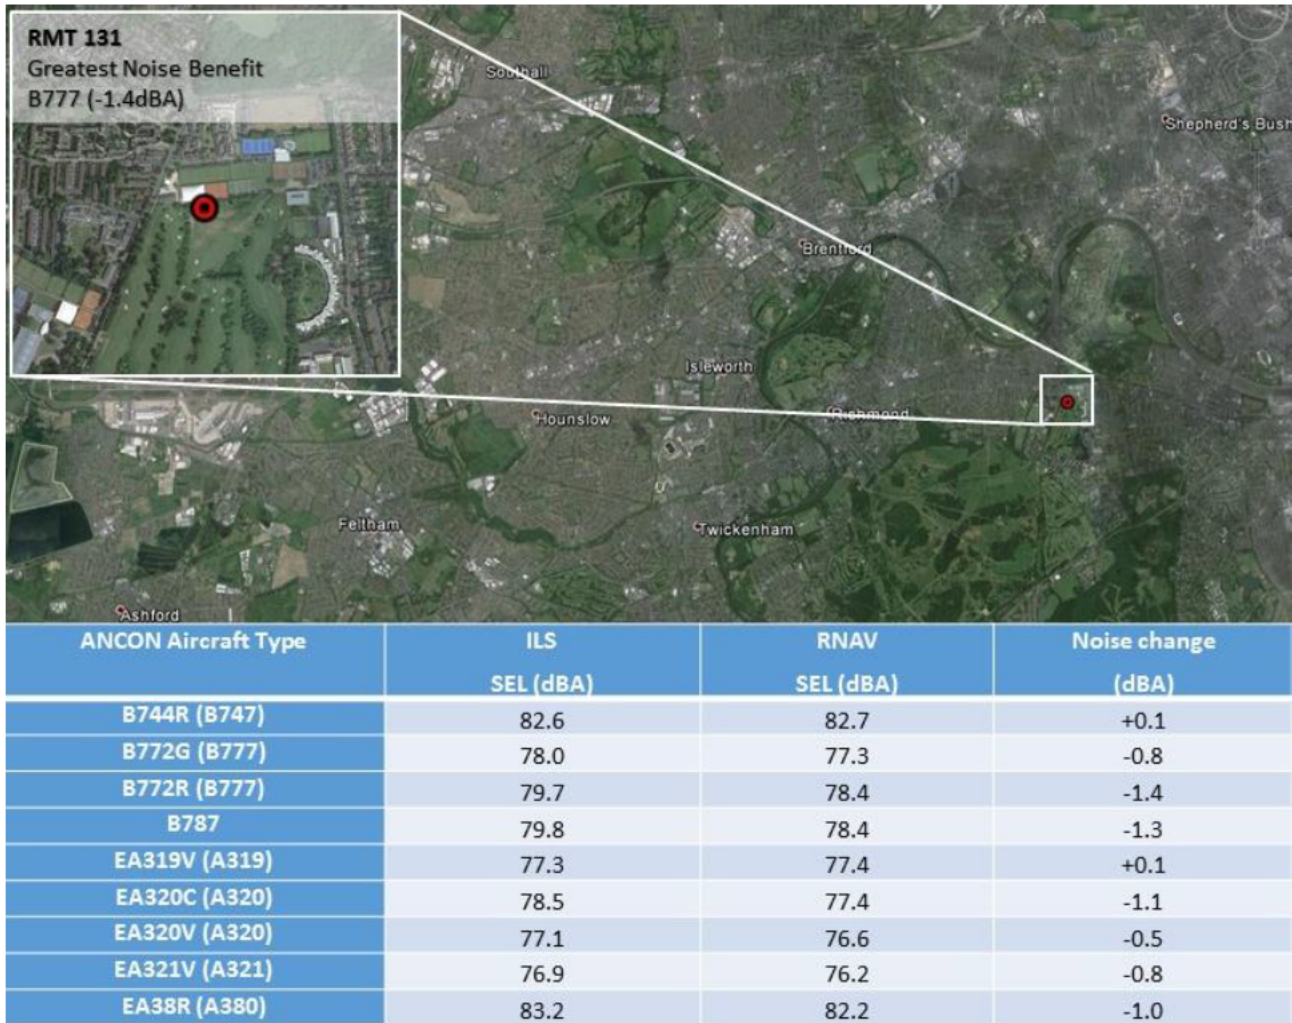 RMT 131
Greatest Noise Benefit
B777 (-1.4dBA)
Southall
Shepherd's Bush
Brentford
Isleworth
Hounslow
Richmond
Feltham
Twickenham
Ashford
ANCON Aircraft Type ILS SEL (dBA) RNAV SEL (dBA) Noise change (dBA)
B744R (B747) 82.6 82.7 +0.1
B772G (B777) 78.0 77.3 -0.8
B772R (B777) 79.7 78.4 -1.4
B787 79.8 78.4 -1.3
EA319V (A319) 77.3 77.4 +0.1
EA320C (A320) 78.5 77.4 -1.1
EA320V (A320) 77.1 76.6 -0.5
EA321V (A321) 76.9 76.2 -0.8
EA38R (A380) 83.2 82.2 -1.0